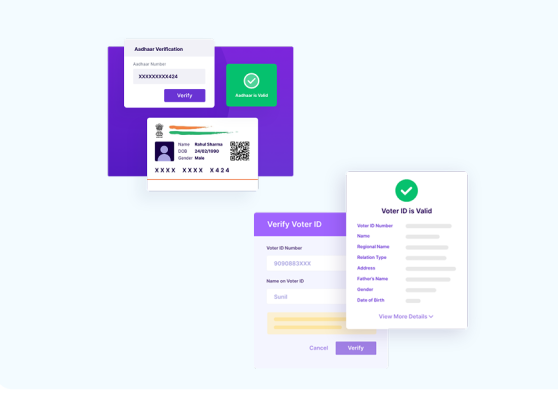 Aadhaar Verification
Aadhaar Number
XXXXXXXXX424
Verify
Aadhaar is Valid
Name Rahul Sharma
DOB 24/02/1990
Gender Male
XXXX XXXX X424
Verify Voter ID
Voter ID Number
9090883XXX
Name on Voter ID
Sunil
Cancel
Verify
Voter ID is Valid
Voter ID Number
Name
Regional Name
Relation Type
Address
Father's Name
Gender
Date of Birth
View More Details